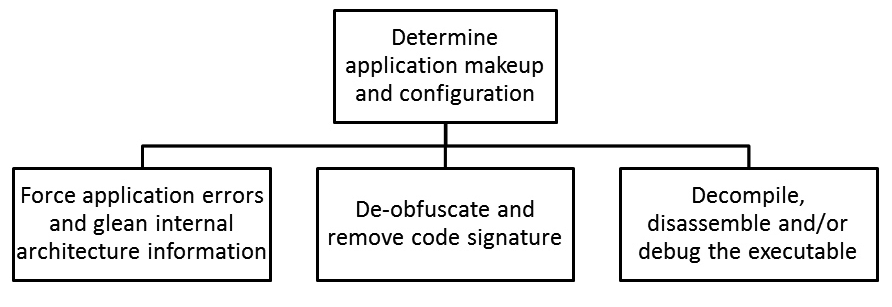 Determine
application makeup
and configuration
Force application errors
and glean internal
architecture information
De-obfuscate and
remove code signature
Decompile,
disassemble and/or
debug the executable